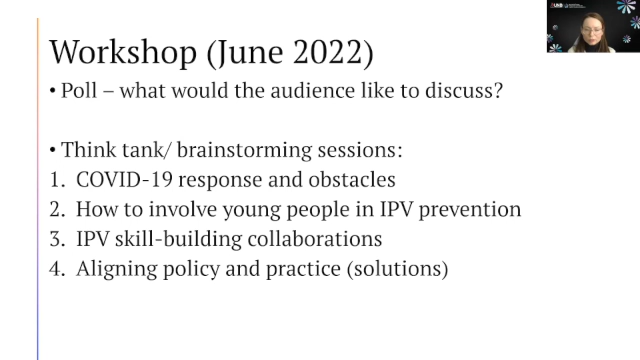 Workshop (June 2022)
• Poll – what would the audience like to discuss?
• Think tank/ brainstorming sessions:
1. COVID-19 response and obstacles
2. How to involve young people in IPV prevention
3. IPV skill-building collaborations
4. Aligning policy and practice (solutions)
UNB